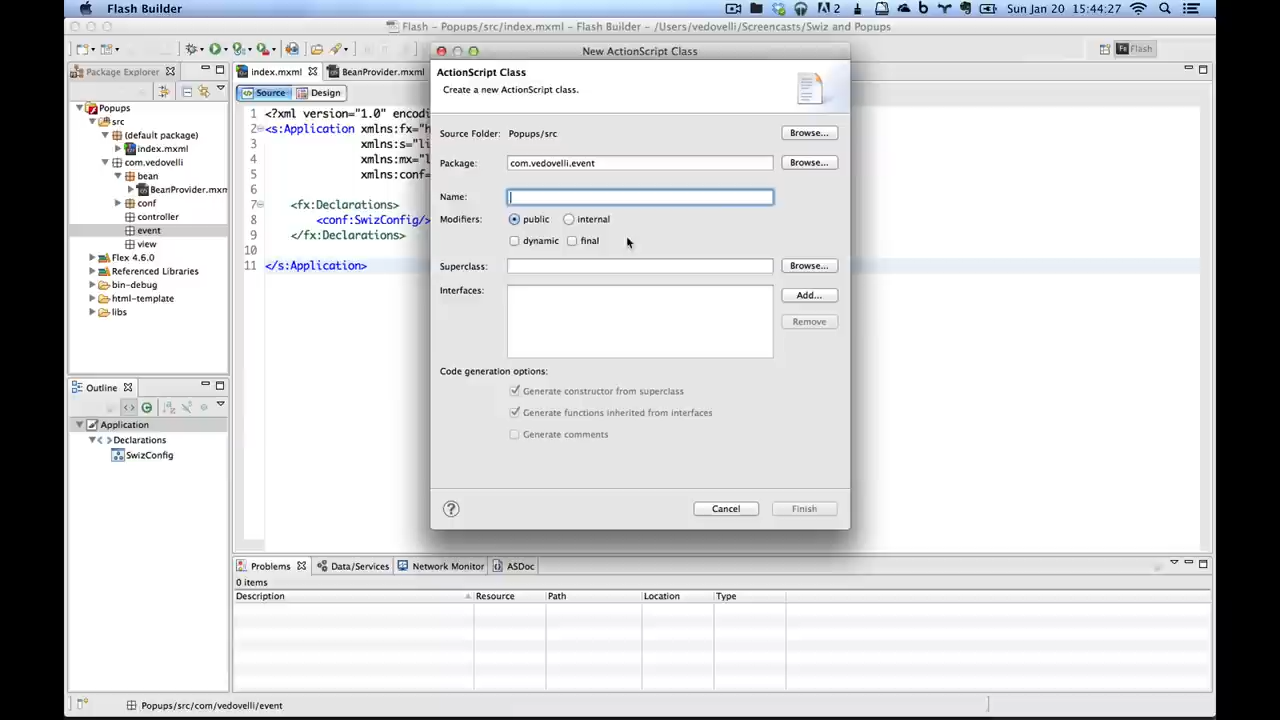 Flash Builder
2
Sun Jan 20 15:44:27
Flash – Popups/src/index.mxml – Flash Builder – /Users/vedovelli/Screencasts/Swiz and Popups
Flash
Package Explorer
Popups
src
(default package)
index.mxml
com.vedovelli
bean
BeanProvider.mxm
conf
controller
event
view
Flex 4.6.0
Referenced Libraries
bin-debug
html-template
libs
Outline
Application
Declarations
SwizConfig
index.mxml
BeanProvider.mxml
Source
Design
1 <?xml version="1.0" encodi
2 <s:Application xmlns:fx="h
3 xmlns:s="li
4 xmlns:mx="l
5 xmlns:conf=
6
7 <fx:Declarations>
8 <conf:SwizConfig/>
9 </fx:Declarations>
10
11 </s:Application>
New ActionScript Class
ActionScript Class
Create a new ActionScript class.
Source Folder: Popups/src Browse...
Package: com.vedovelli.event Browse...
Name:
Modifiers: public internal
dynamic final
Superclass: Browse...
Interfaces: Add...
Remove
Code generation options:
Generate constructor from superclass
Generate functions inherited from interfaces
Generate comments
? Cancel Finish
Problems
Data/Services
Network Monitor
ASDoc
0 items
Description Resource Path Location Type
Popups/src/com/vedovelli/event